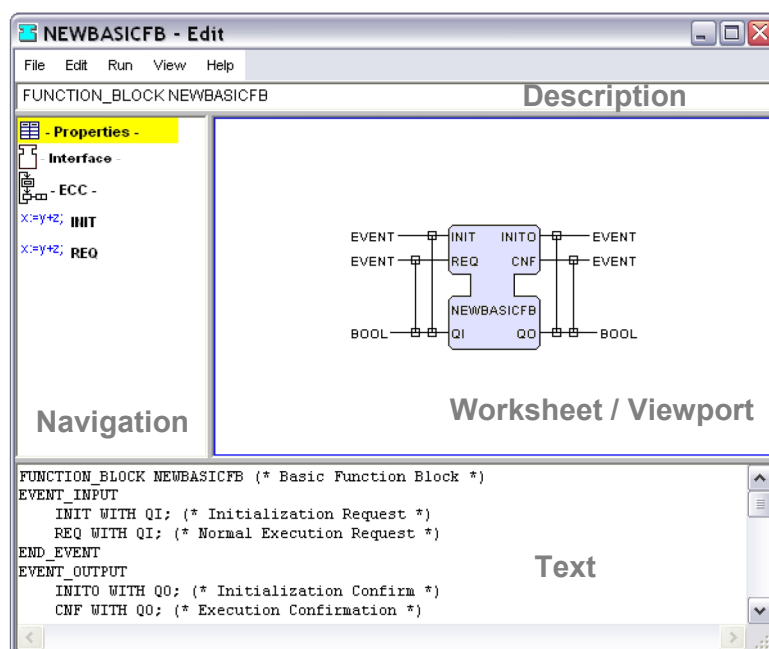 NEWBASICFB - Edit
File Edit Run View Help
FUNCTION_BLOCK NEWBASICFB
Description
- Properties -
- Interface -
- ECC -
x:=y+z; INIT
x:=y+z; REQ
Navigation
EVENT INIT INITO EVENT
EVENT REQ CNF EVENT
NEWBASICFB
BOOL QI QO BOOL
Worksheet / Viewport
FUNCTION_BLOCK NEWBASICFB (* Basic Function Block *)
EVENT_INPUT
INIT WITH QI; (* Initialization Request *)
REQ WITH QI; (* Normal Execution Request *)
END_EVENT
EVENT_OUTPUT
INITO WITH QO; (* Initialization Confirm *)
CNF WITH QO; (* Execution Confirmation *)
Text